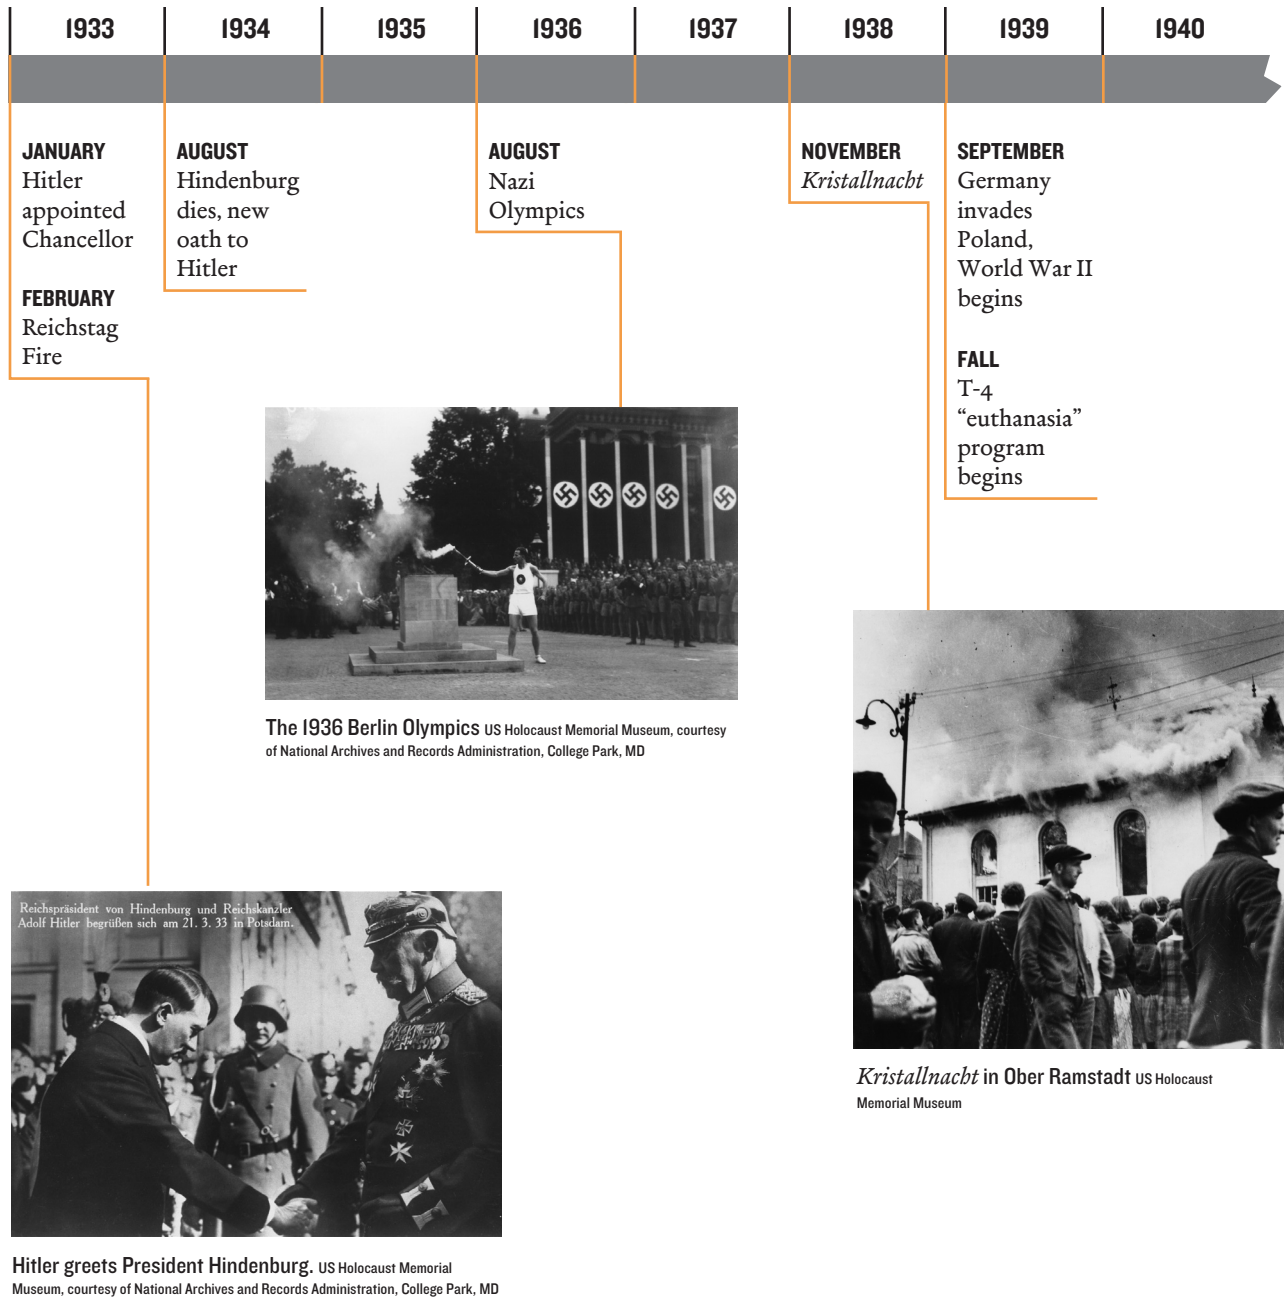 1933 1934 1935 1936 1937 1938 1939 1940
JANUARY
Hitler
appointed
Chancellor
FEBRUARY
Reichstag
Fire
AUGUST
Hindenburg
dies, new
oath to
Hitler
AUGUST
Nazi
Olympics
NOVEMBER
Kristallnacht
SEPTEMBER
Germany
invades
Poland,
World War II
begins
FALL
T-4
“euthanasia”
program
begins
The 1936 Berlin Olympics US Holocaust Memorial Museum, courtesy
of National Archives and Records Administration, College Park, MD
Kristallnacht in Ober Ramstadt US Holocaust
Memorial Museum
Reichspräsident von Hindenburg und Reichskanzler
Adolf Hitler begrüßen sich am 21. 3. 33 in Potsdam.
Hitler greets President Hindenburg. US Holocaust Memorial
Museum, courtesy of National Archives and Records Administration, College Park, MD